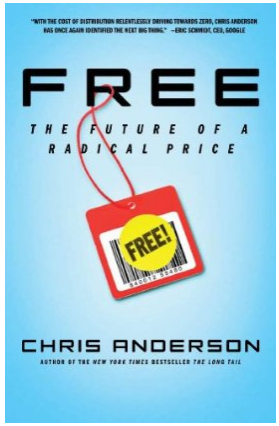 "WITH THE COST OF DISTRIBUTION RELENTLESSLY DRIVING TOWARDS ZERO, CHRIS ANDERSON
HAS ONCE AGAIN IDENTIFIED THE NEXT BIG THING." —ERIC SCHMIDT, CEO, GOOGLE
FREE
THE FUTURE OF A
RADICAL PRICE
FREE!
CHRIS ANDERSON
AUTHOR OF THE NEW YORK TIMES BESTSELLER THE LONG TAIL